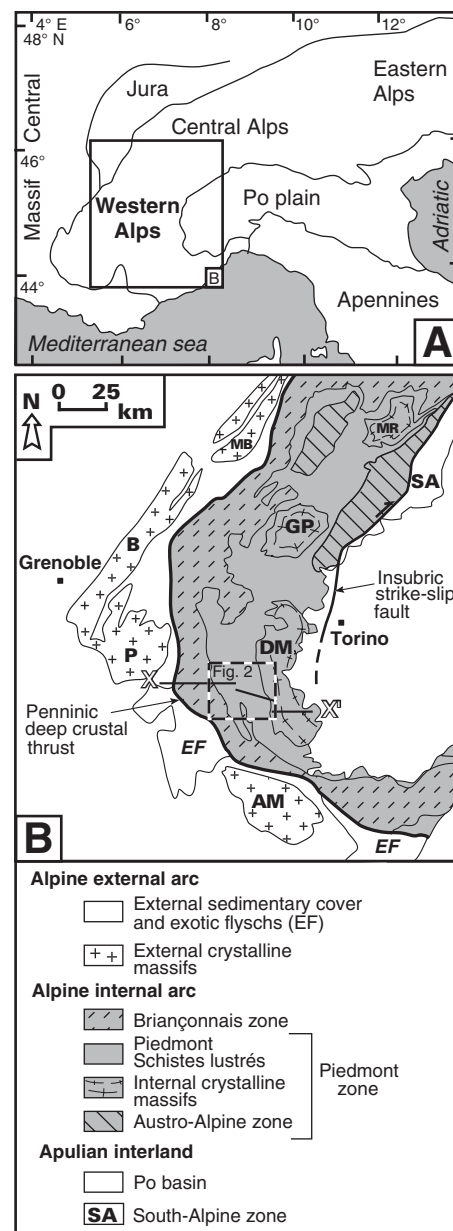 4° E 6° 8° 10° 12°
48° N
Eastern
Alps
Jura
Central Alps
Massif Central
46°
Western
Alps
Po plain
Adriatic
B
44°
Apennines
Mediterranean sea
A
N
0 25
km
MB
MR
SA
B
GP
Grenoble
Insubric
strike-slip
fault
Torino
DM
P
Fig. 2
X
X'
Penninic
deep crustal
thrust
EF
AM
B
EF
Alpine external arc
External sedimentary cover
and exotic flyschs (EF)
External crystalline
massifs
Alpine internal arc
Briançonnais zone
Piedmont
Schistes lustrés
Internal crystalline
massifs
Piedmont
zone
Austro-Alpine zone
Apulian interland
Po basin
SA South-Alpine zone